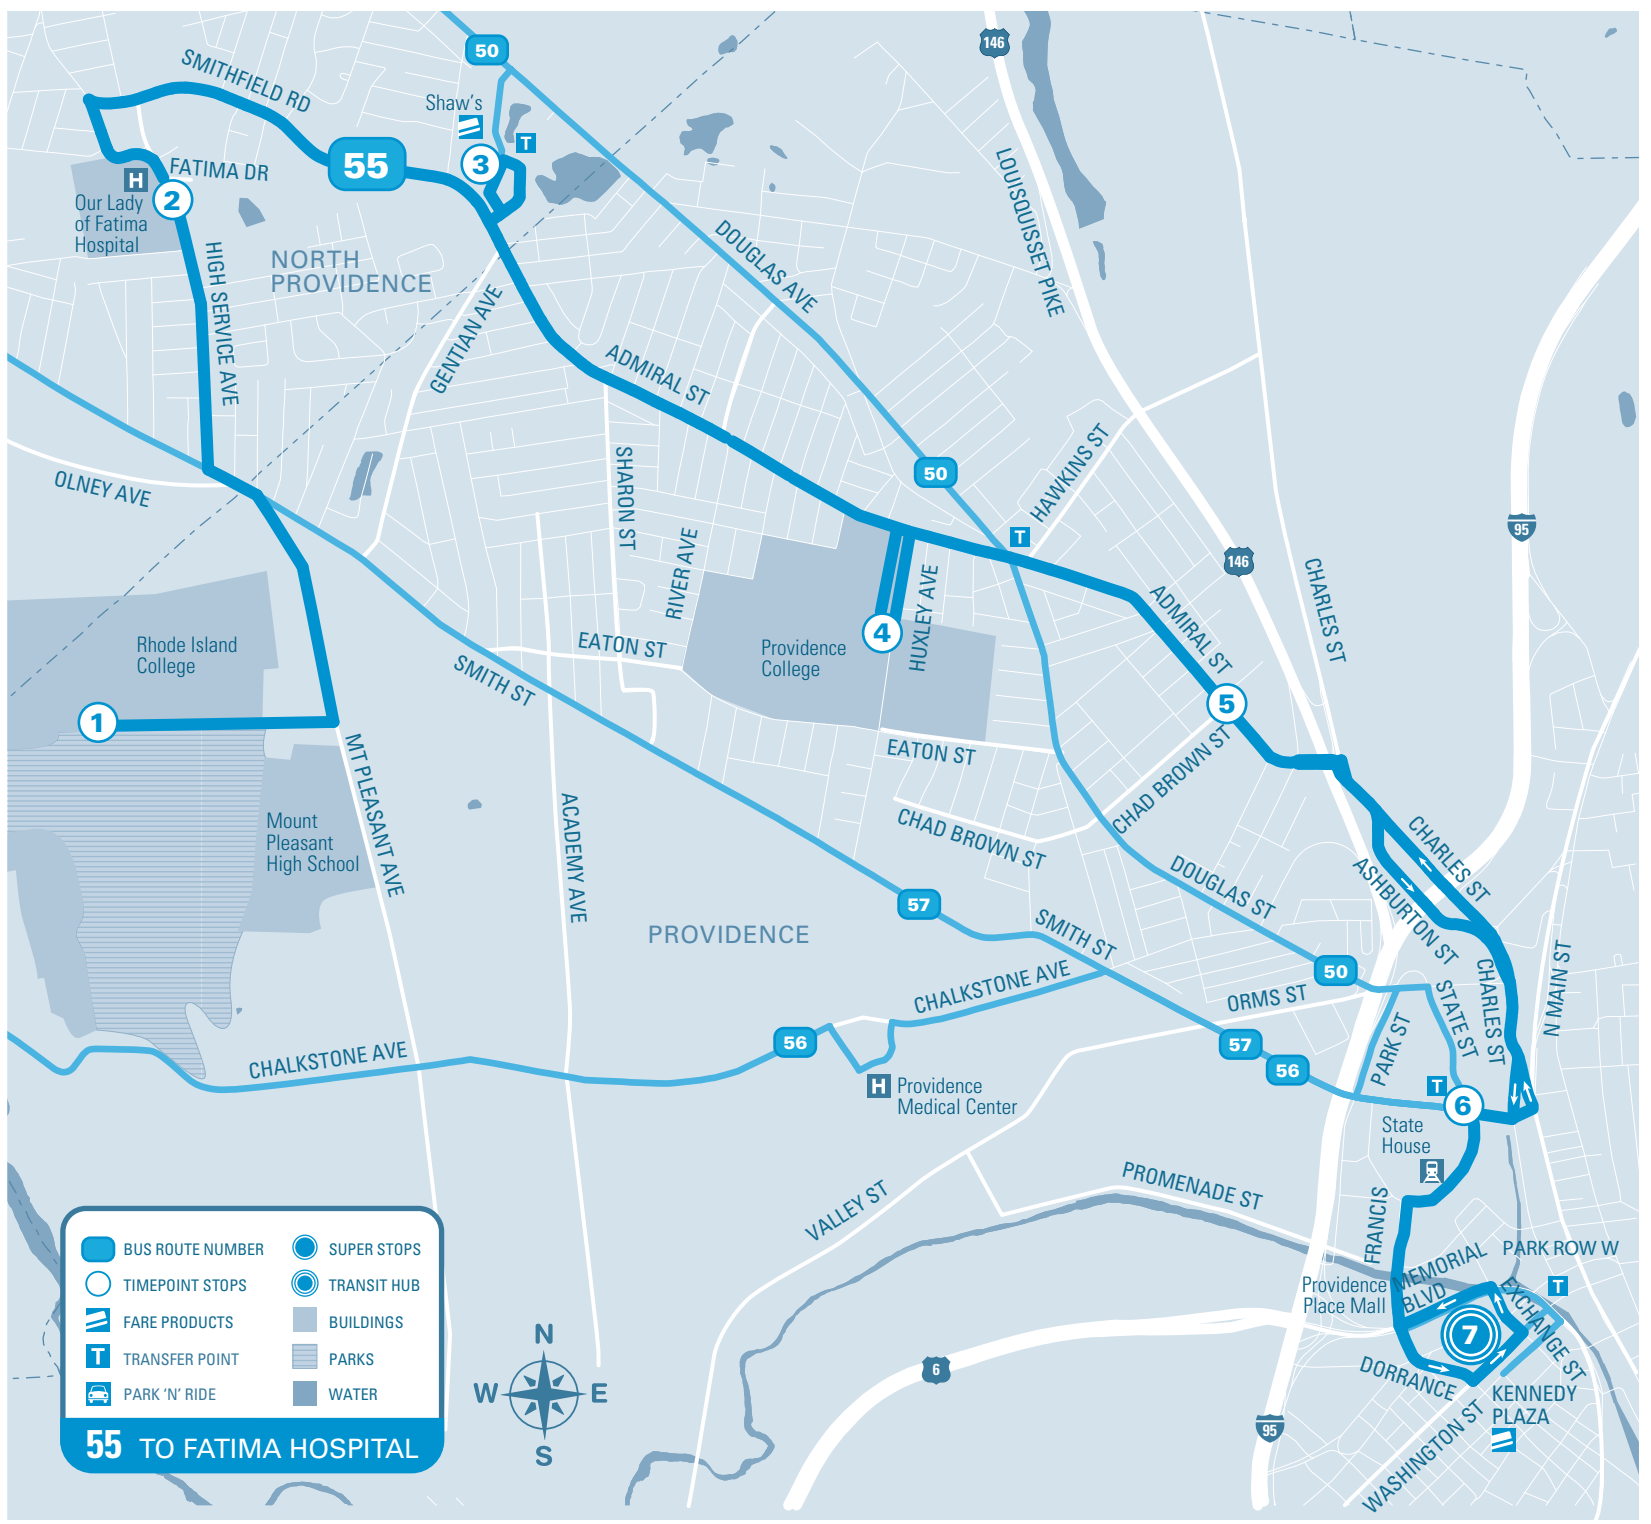 50
146
SMITHFIELD RD
Shaw's
T
3
55
FATIMA DR
H
2
Our Lady
of Fatima
Hospital
LOUISQUISSET PIKE
HIGH SERVICE AVE
NORTH
PROVIDENCE
DOUGLAS AVE
GENTIAN AVE
ADMIRAL ST
OLNEY AVE
SHARON ST
50
HAWKINS ST
T
95
146
RIVER AVE
HUXLEY AVE
CHARLES ST
ADMIRAL ST
Rhode Island
College
EATON ST
4
Providence
College
SMITH ST
1
5
MT PLEASANT AVE
EATON ST
CHAD BROWN ST
Mount
Pleasant
High School
ACADEMY AVE
CHAD BROWN ST
CHARLES ST
ASHBURTON ST
DOUGLAS ST
57
PROVIDENCE
SMITH ST
50
CHALKSTONE AVE
ORMS ST
STATE ST
CHARLES ST
N MAIN ST
56
57
PARK ST
CHALKSTONE AVE
56
H
Providence
Medical Center
T
6
State
House
VALLEY ST
PROMENADE ST
FRANCIS
MEMORIAL
BLVD
PARK ROW W
Providence
Place Mall
T
EXCHANGE ST
7
DORRANCE
KENNEDY
PLAZA
WASHINGTON ST
6
95
N
W
E
S
BUS ROUTE NUMBER
SUPER STOPS
TIMEPOINT STOPS
TRANSIT HUB
FARE PRODUCTS
BUILDINGS
T
TRANSFER POINT
PARKS
PARK 'N' RIDE
WATER
55 TO FATIMA HOSPITAL